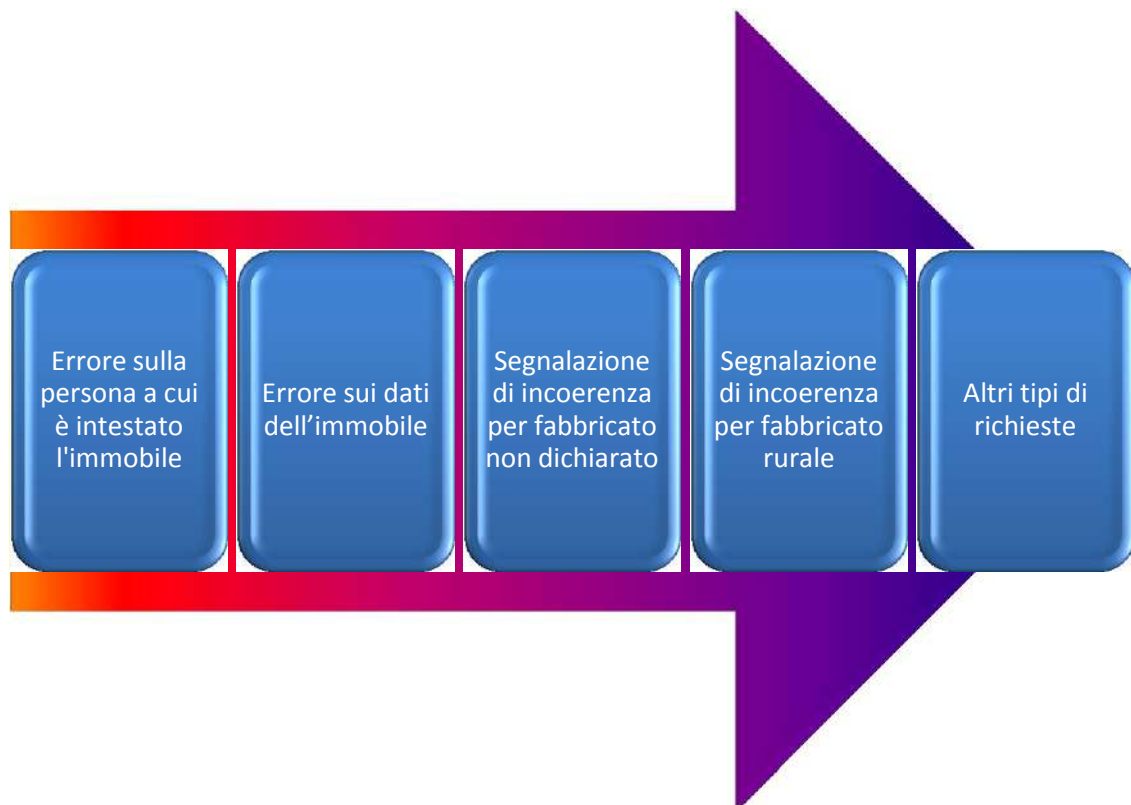 Errore sulla
persona a cui
è intestato
l'immobile
Errore sui dati
dell’immobile
Segnalazione
di incoerenza
per fabbricato
non dichiarato
Segnalazione
di incoerenza
per fabbricato
rurale
Altri tipi di
richieste